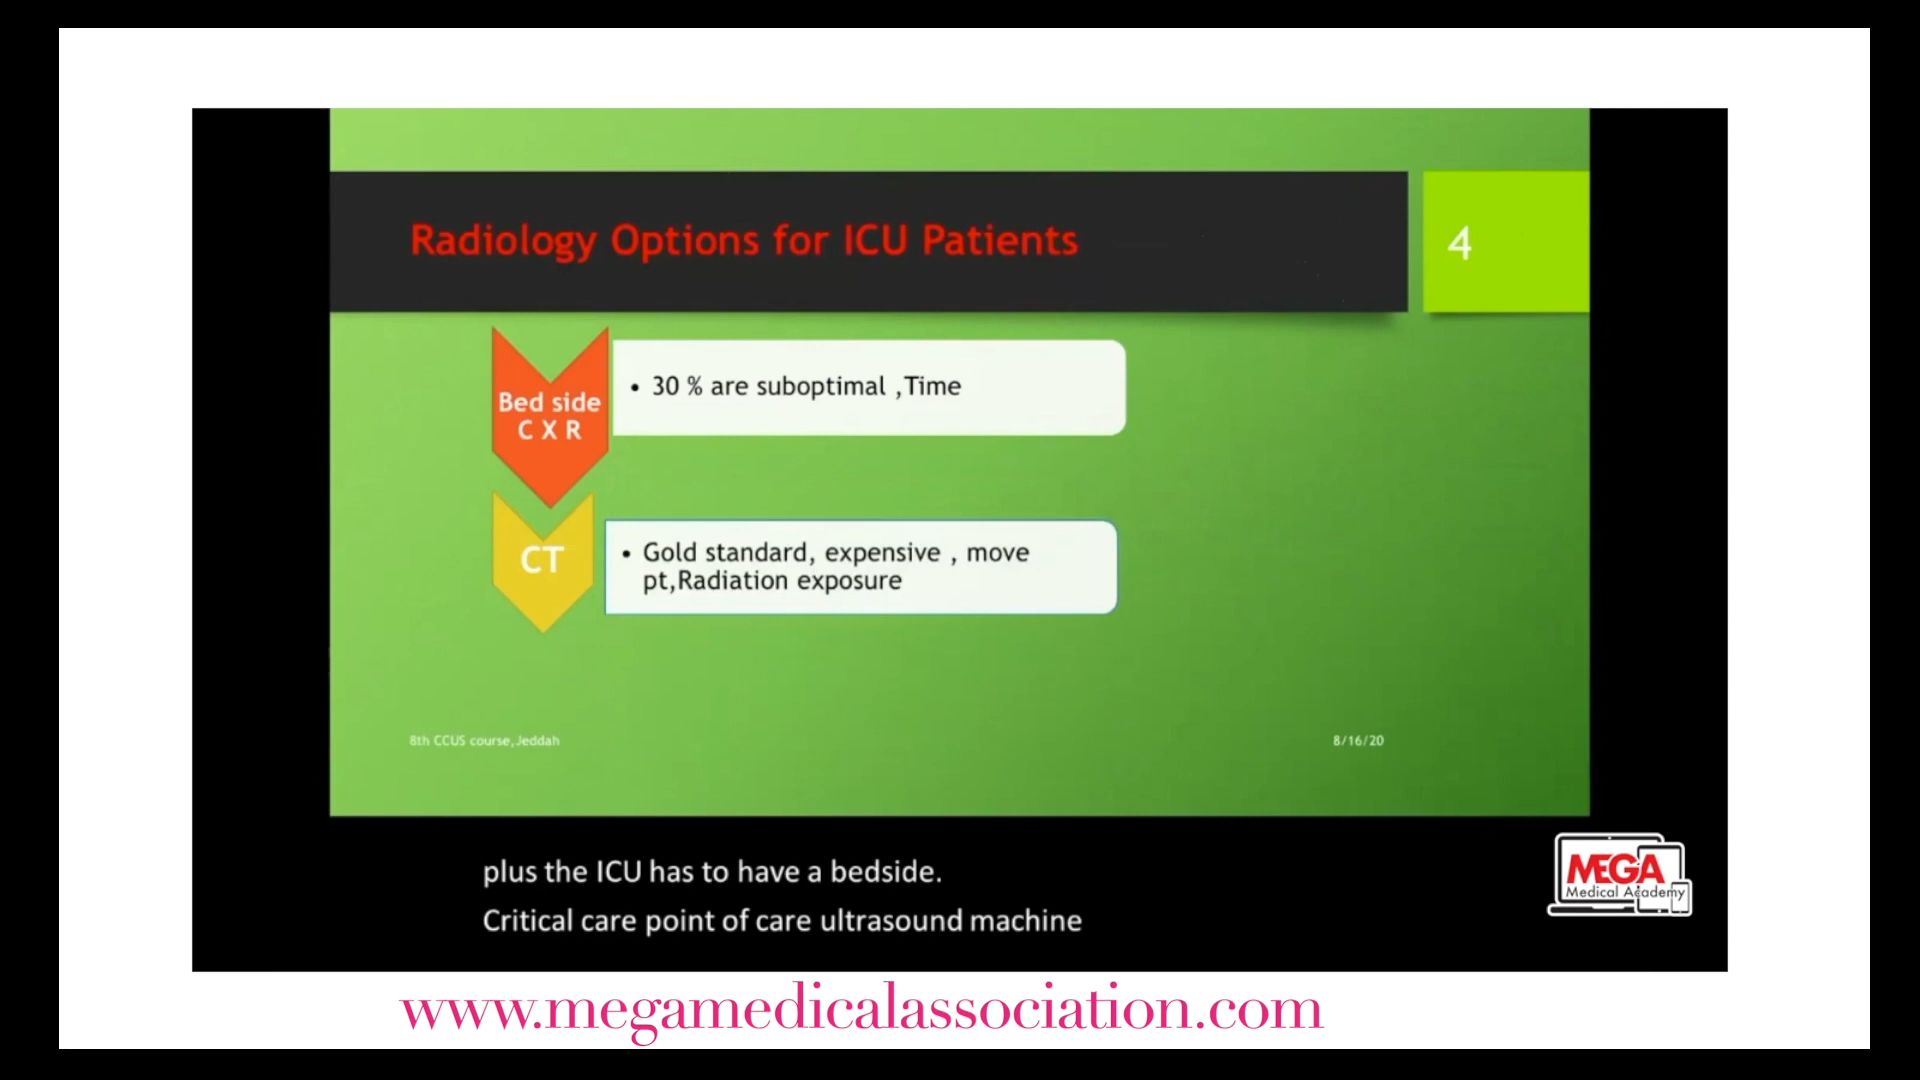 Radiology Options for ICU Patients
4
Bed side
C X R
• 30 % are suboptimal ,Time
CT
• Gold standard, expensive , move
pt,Radiation exposure
8th CCUS course,Jeddah
8/16/20
plus the ICU has to have a bedside.
Critical care point of care ultrasound machine
MEGA
Medical Academy
www.megamedicalassociation.com